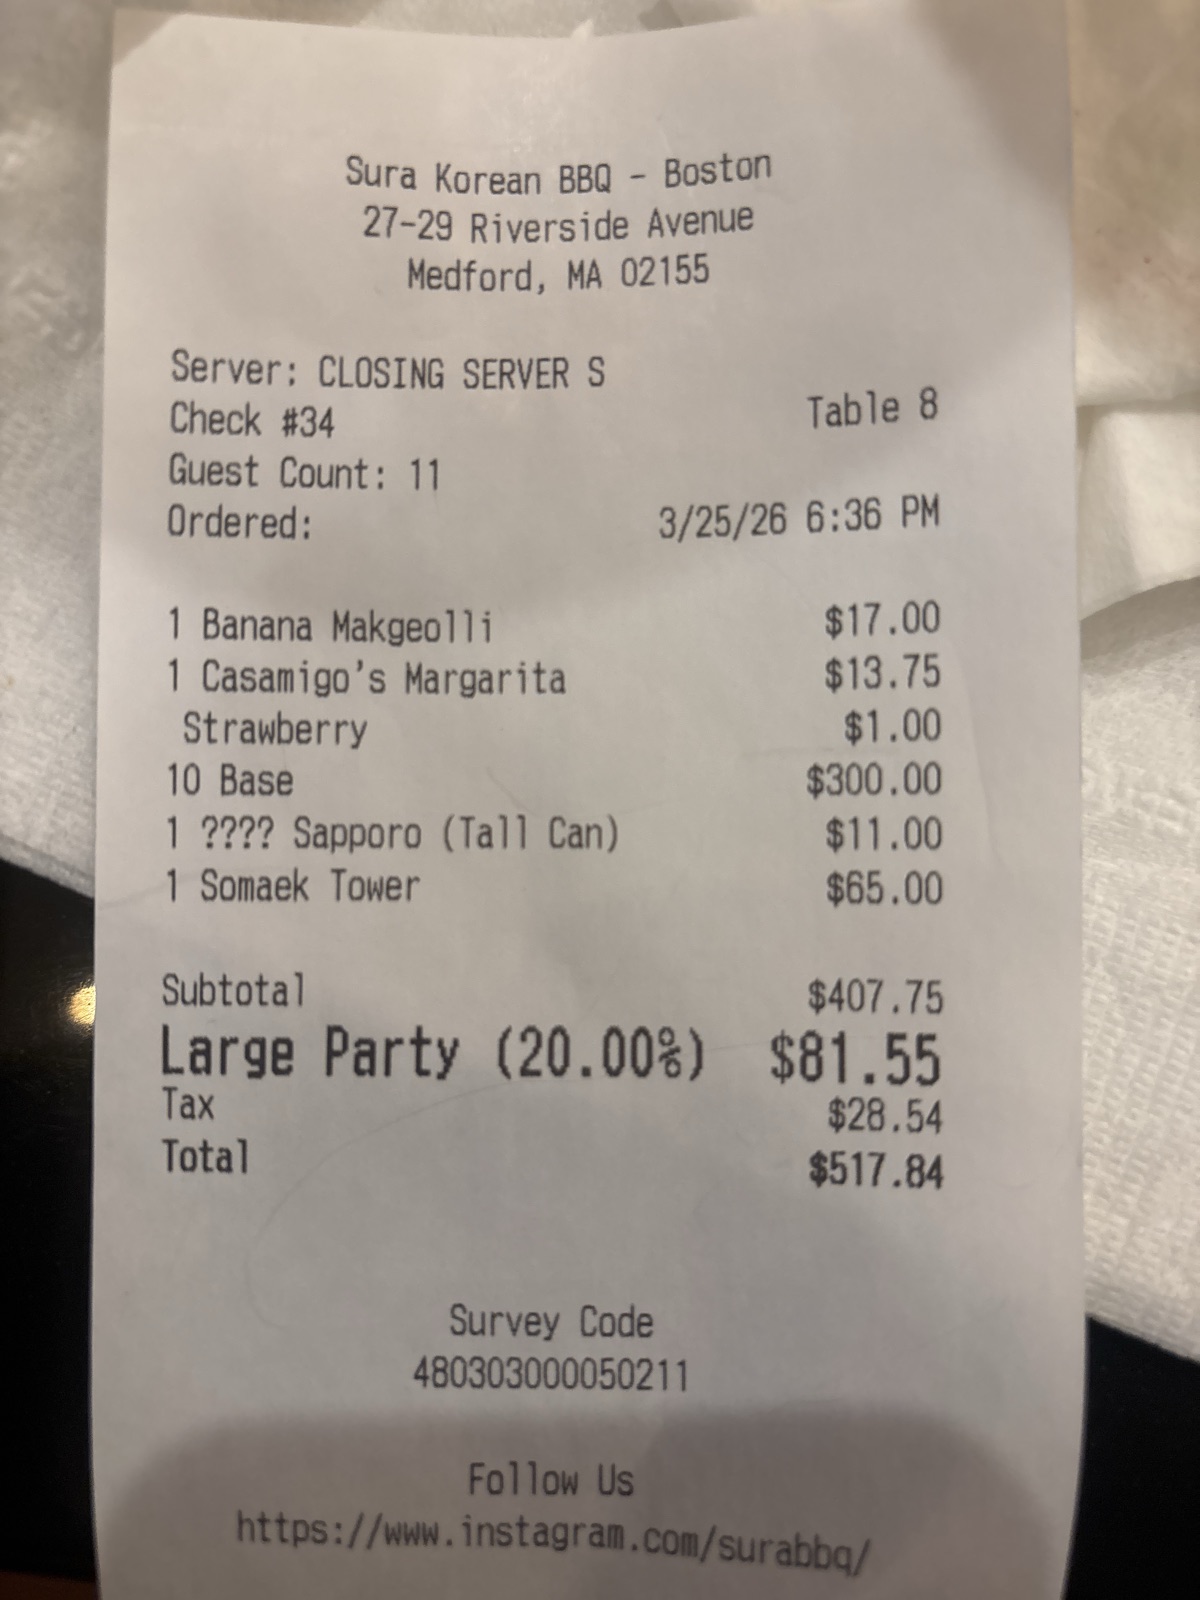 Sura Korean BBQ - Boston
27-29 Riverside Avenue
Medford, MA 02155
Server: CLOSING SERVER S
Check #34 Table 8
Guest Count: 11
Ordered: 3/25/26 6:36 PM
1 Banana Makgeolli $17.00
1 Casamigo's Margarita $13.75
Strawberry $1.00
10 Base $300.00
1 ???? Sapporo (Tall Can) $11.00
1 Somaek Tower $65.00
Subtotal $407.75
Large Party (20.00%) $81.55
Tax $28.54
Total $517.84
Survey Code
480303000050211
Follow Us
https://www.instagram.com/surabbq/